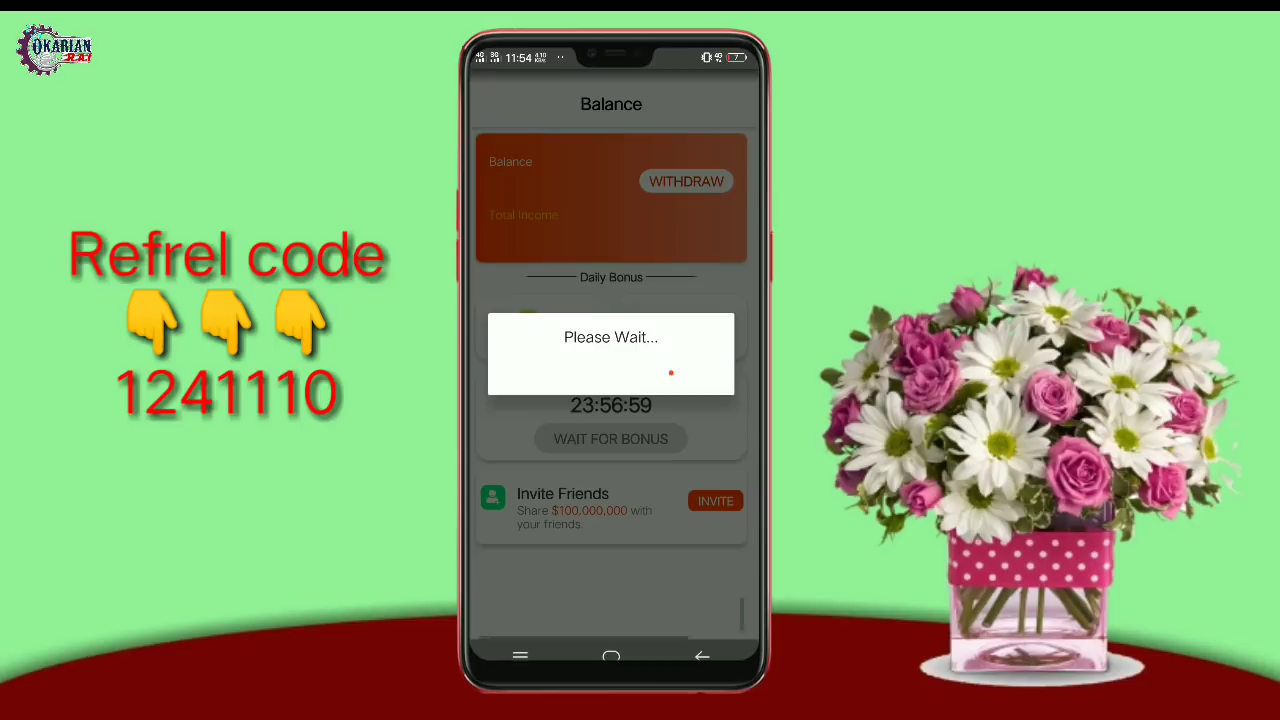 OKARIAN
R.A.I
Refrel code
👇👇👇
1241110
11:54
Balance
Balance
WITHDRAW
Total Income
Daily Bonus
Please Wait...
23:56:59
WAIT FOR BONUS
Invite Friends
Share $100,000,000 with
your friends.
INVITE